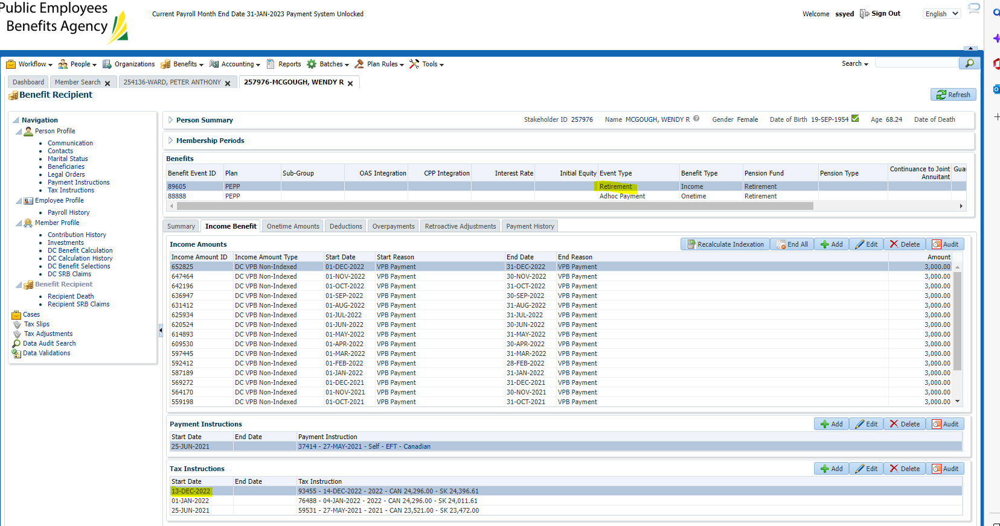 Public Employees
Benefits Agency
Current Payroll Month End Date 31-JAN-2023 Payment System Unlocked
Welcome ssyed Sign Out English
Workflow People Organizations Benefits Accounting Reports Batches Plan Rules Tools Search
Dashboard Member Search 254136-WARD, PETER ANTHONY 257976-MCGOUGH, WENDY R
Benefit Recipient Refresh
Navigation
Person Profile
Communication
Contacts
Marital Status
Beneficiaries
Legal Orders
Payment Instructions
Tax Instructions
Employee Profile
Payroll History
Member Profile
Contribution History
Investments
DC Benefit Calculation
DC Calculation History
DC Benefit Selections
DC SRB Claims
Benefit Recipient
Recipient Death
Recipient SRB Claims
Cases
Tax Slips
Tax Adjustments
Data Audit Search
Data Validations
Person Summary Stakeholder ID 257976 Name MCGOUGH, WENDY R Gender Female Date of Birth 19-SEP-1954 Age 68.24 Date of Death
Membership Periods
Benefits
Benefit Event ID Plan Sub-Group OAS Integration CPP Integration Interest Rate Initial Equity Event Type Benefit Type Pension Fund Pension Type Continuance to Joint Annuitant Guar
89605 PEPP Retirement Income Retirement
88888 PEPP Adhoc Payment Onetime Retirement
Summary Income Benefit Onetime Amounts Deductions Overpayments Retroactive Adjustments Payment History
Income Amounts Recalculate Indexation End All Add Edit Delete Audit
Income Amount ID Income Amount Type Start Date Start Reason End Date End Reason Amount
652825 DC VPB Non-Indexed 01-DEC-2022 VPB Payment 31-DEC-2022 VPB Payment 3,000.00
647464 DC VPB Non-Indexed 01-NOV-2022 VPB Payment 30-NOV-2022 VPB Payment 3,000.00
642196 DC VPB Non-Indexed 01-OCT-2022 VPB Payment 31-OCT-2022 VPB Payment 3,000.00
636947 DC VPB Non-Indexed 01-SEP-2022 VPB Payment 30-SEP-2022 VPB Payment 3,000.00
631412 DC VPB Non-Indexed 01-AUG-2022 VPB Payment 31-AUG-2022 VPB Payment 3,000.00
625934 DC VPB Non-Indexed 01-JUL-2022 VPB Payment 31-JUL-2022 VPB Payment 3,000.00
620524 DC VPB Non-Indexed 01-JUN-2022 VPB Payment 30-JUN-2022 VPB Payment 3,000.00
614893 DC VPB Non-Indexed 01-MAY-2022 VPB Payment 31-MAY-2022 VPB Payment 3,000.00
609530 DC VPB Non-Indexed 01-APR-2022 VPB Payment 30-APR-2022 VPB Payment 3,000.00
597445 DC VPB Non-Indexed 01-MAR-2022 VPB Payment 31-MAR-2022 VPB Payment 3,000.00
592412 DC VPB Non-Indexed 01-FEB-2022 VPB Payment 28-FEB-2022 VPB Payment 3,000.00
587189 DC VPB Non-Indexed 01-JAN-2022 VPB Payment 31-JAN-2022 VPB Payment 3,000.00
569272 DC VPB Non-Indexed 01-DEC-2021 VPB Payment 31-DEC-2021 VPB Payment 3,000.00
564170 DC VPB Non-Indexed 01-NOV-2021 VPB Payment 30-NOV-2021 VPB Payment 3,000.00
559198 DC VPB Non-Indexed 01-OCT-2021 VPB Payment 31-OCT-2021 VPB Payment 3,000.00
Payment Instructions Add Edit Delete Audit
Start Date End Date Payment Instruction
25-JUN-2021 37414 - 27-MAY-2021 - Self - EFT - Canadian
Tax Instructions Add Edit Delete Audit
Start Date End Date Tax Instruction
13-DEC-2022 93455 - 14-DEC-2022 - 2022 - CAN 24,296.00 - SK 24,396.61
01-JAN-2022 76488 - 04-JAN-2022 - 2022 - CAN 24,296.00 - SK 24,011.61
25-JUN-2021 59531 - 27-MAY-2021 - 2021 - CAN 23,521.00 - SK 23,472.00